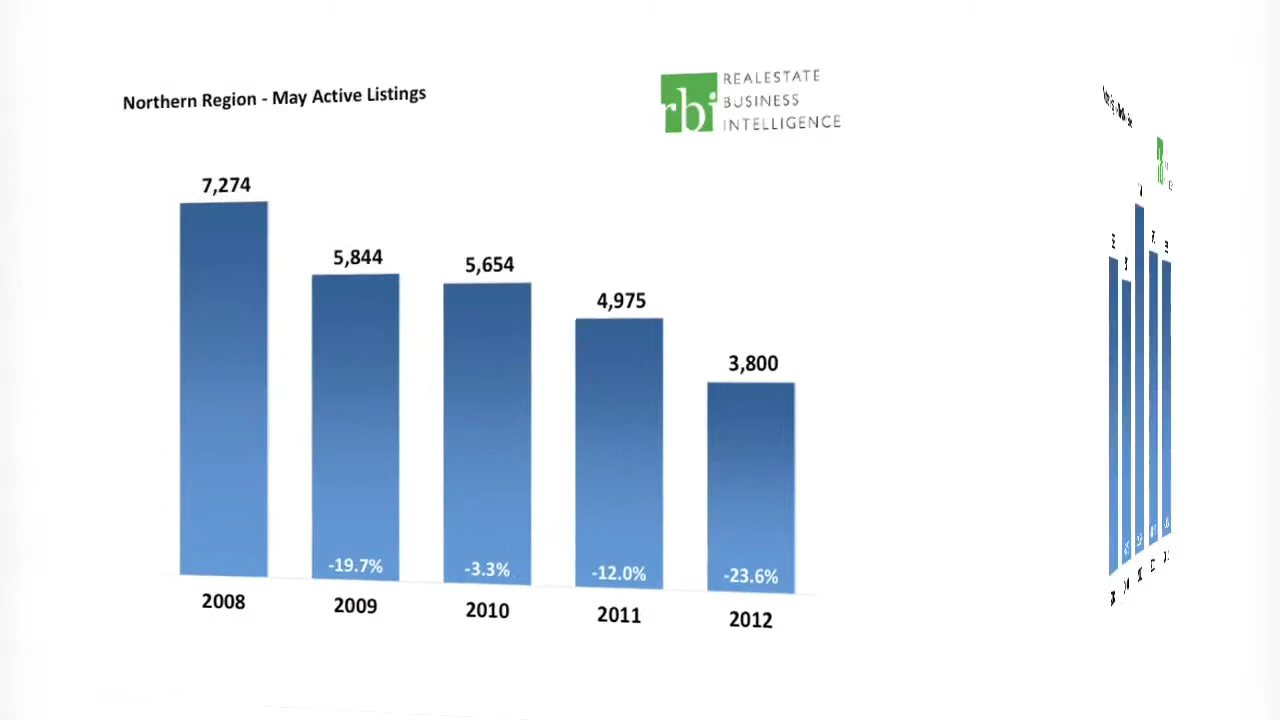 Northern Region - May Active Listings
rbi
REALESTATE
BUSINESS
INTELLIGENCE
7,274
5,844
5,654
4,975
3,800
-19.7%
-3.3%
-12.0%
-23.6%
2008
2009
2010
2011
2012